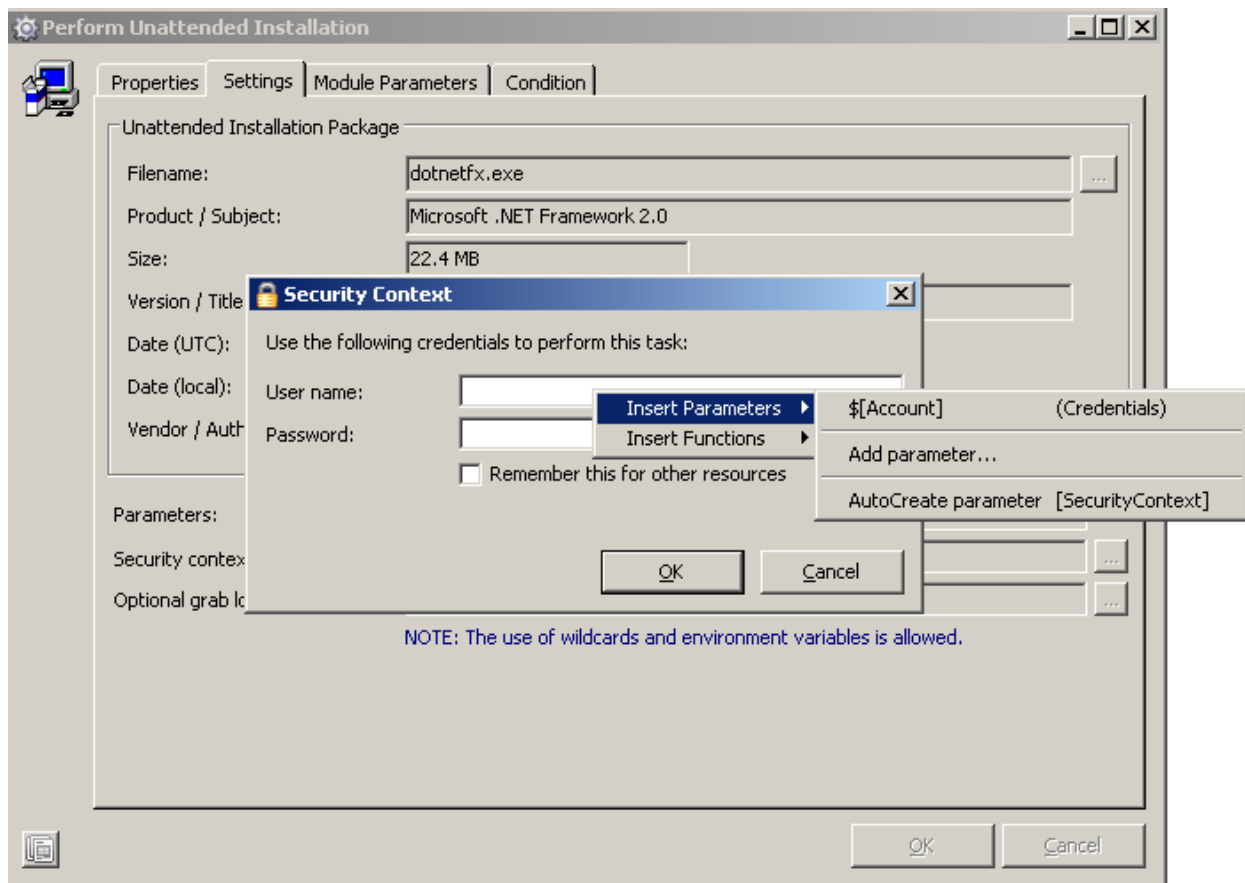 Perform Unattended Installation
Properties Settings Module Parameters Condition
Unattended Installation Package
Filename: dotnetfx.exe ...
Product / Subject: Microsoft .NET Framework 2.0
Size: 22.4 MB
Version / Title
Security Context
Date (UTC):
Use the following credentials to perform this task:
Date (local):
User name:
Insert Parameters $[Account] (Credentials)
Vendor / Auth
Password:
Insert Functions
Add parameter...
Remember this for other resources
AutoCreate parameter [SecurityContext]
Parameters:
Security contex ...
OK Cancel
Optional grab lo ...
NOTE: The use of wildcards and environment variables is allowed.
OK Cancel